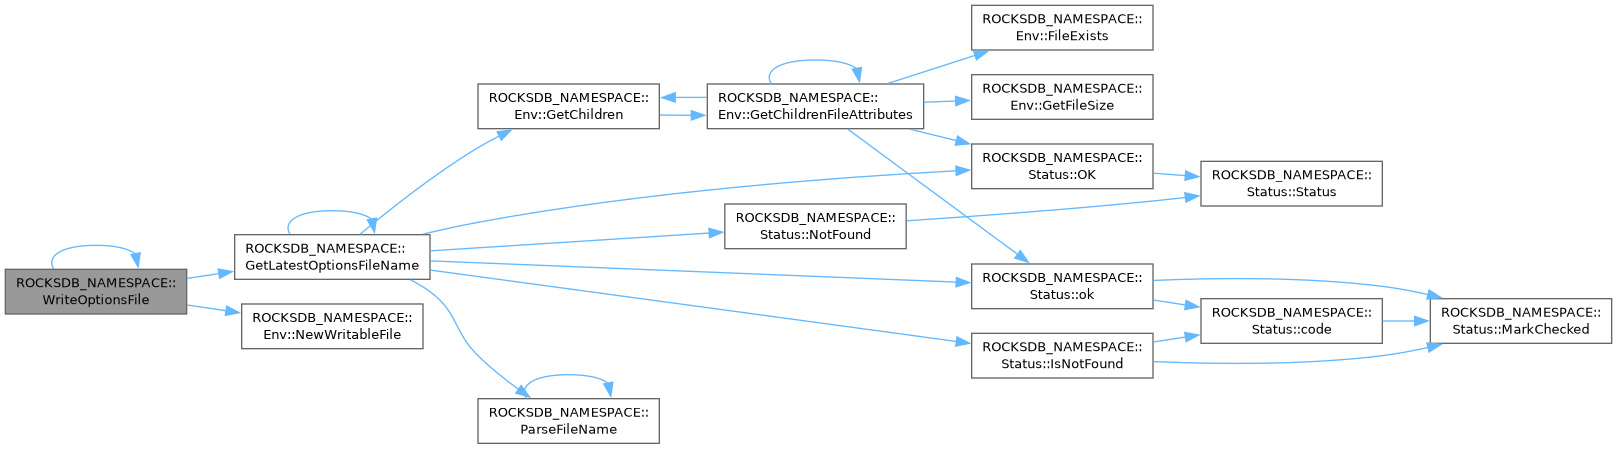 ROCKSDB_NAMESPACE::
WriteOptionsFile
ROCKSDB_NAMESPACE::
GetLatestOptionsFileName
ROCKSDB_NAMESPACE::
Env::NewWritableFile
ROCKSDB_NAMESPACE::
Env::GetChildren
ROCKSDB_NAMESPACE::
ParseFileName
ROCKSDB_NAMESPACE::
Env::GetChildrenFileAttributes
ROCKSDB_NAMESPACE::
Status::NotFound
ROCKSDB_NAMESPACE::
Env::FileExists
ROCKSDB_NAMESPACE::
Env::GetFileSize
ROCKSDB_NAMESPACE::
Status::OK
ROCKSDB_NAMESPACE::
Status::ok
ROCKSDB_NAMESPACE::
Status::IsNotFound
ROCKSDB_NAMESPACE::
Status::Status
ROCKSDB_NAMESPACE::
Status::code
ROCKSDB_NAMESPACE::
Status::MarkChecked